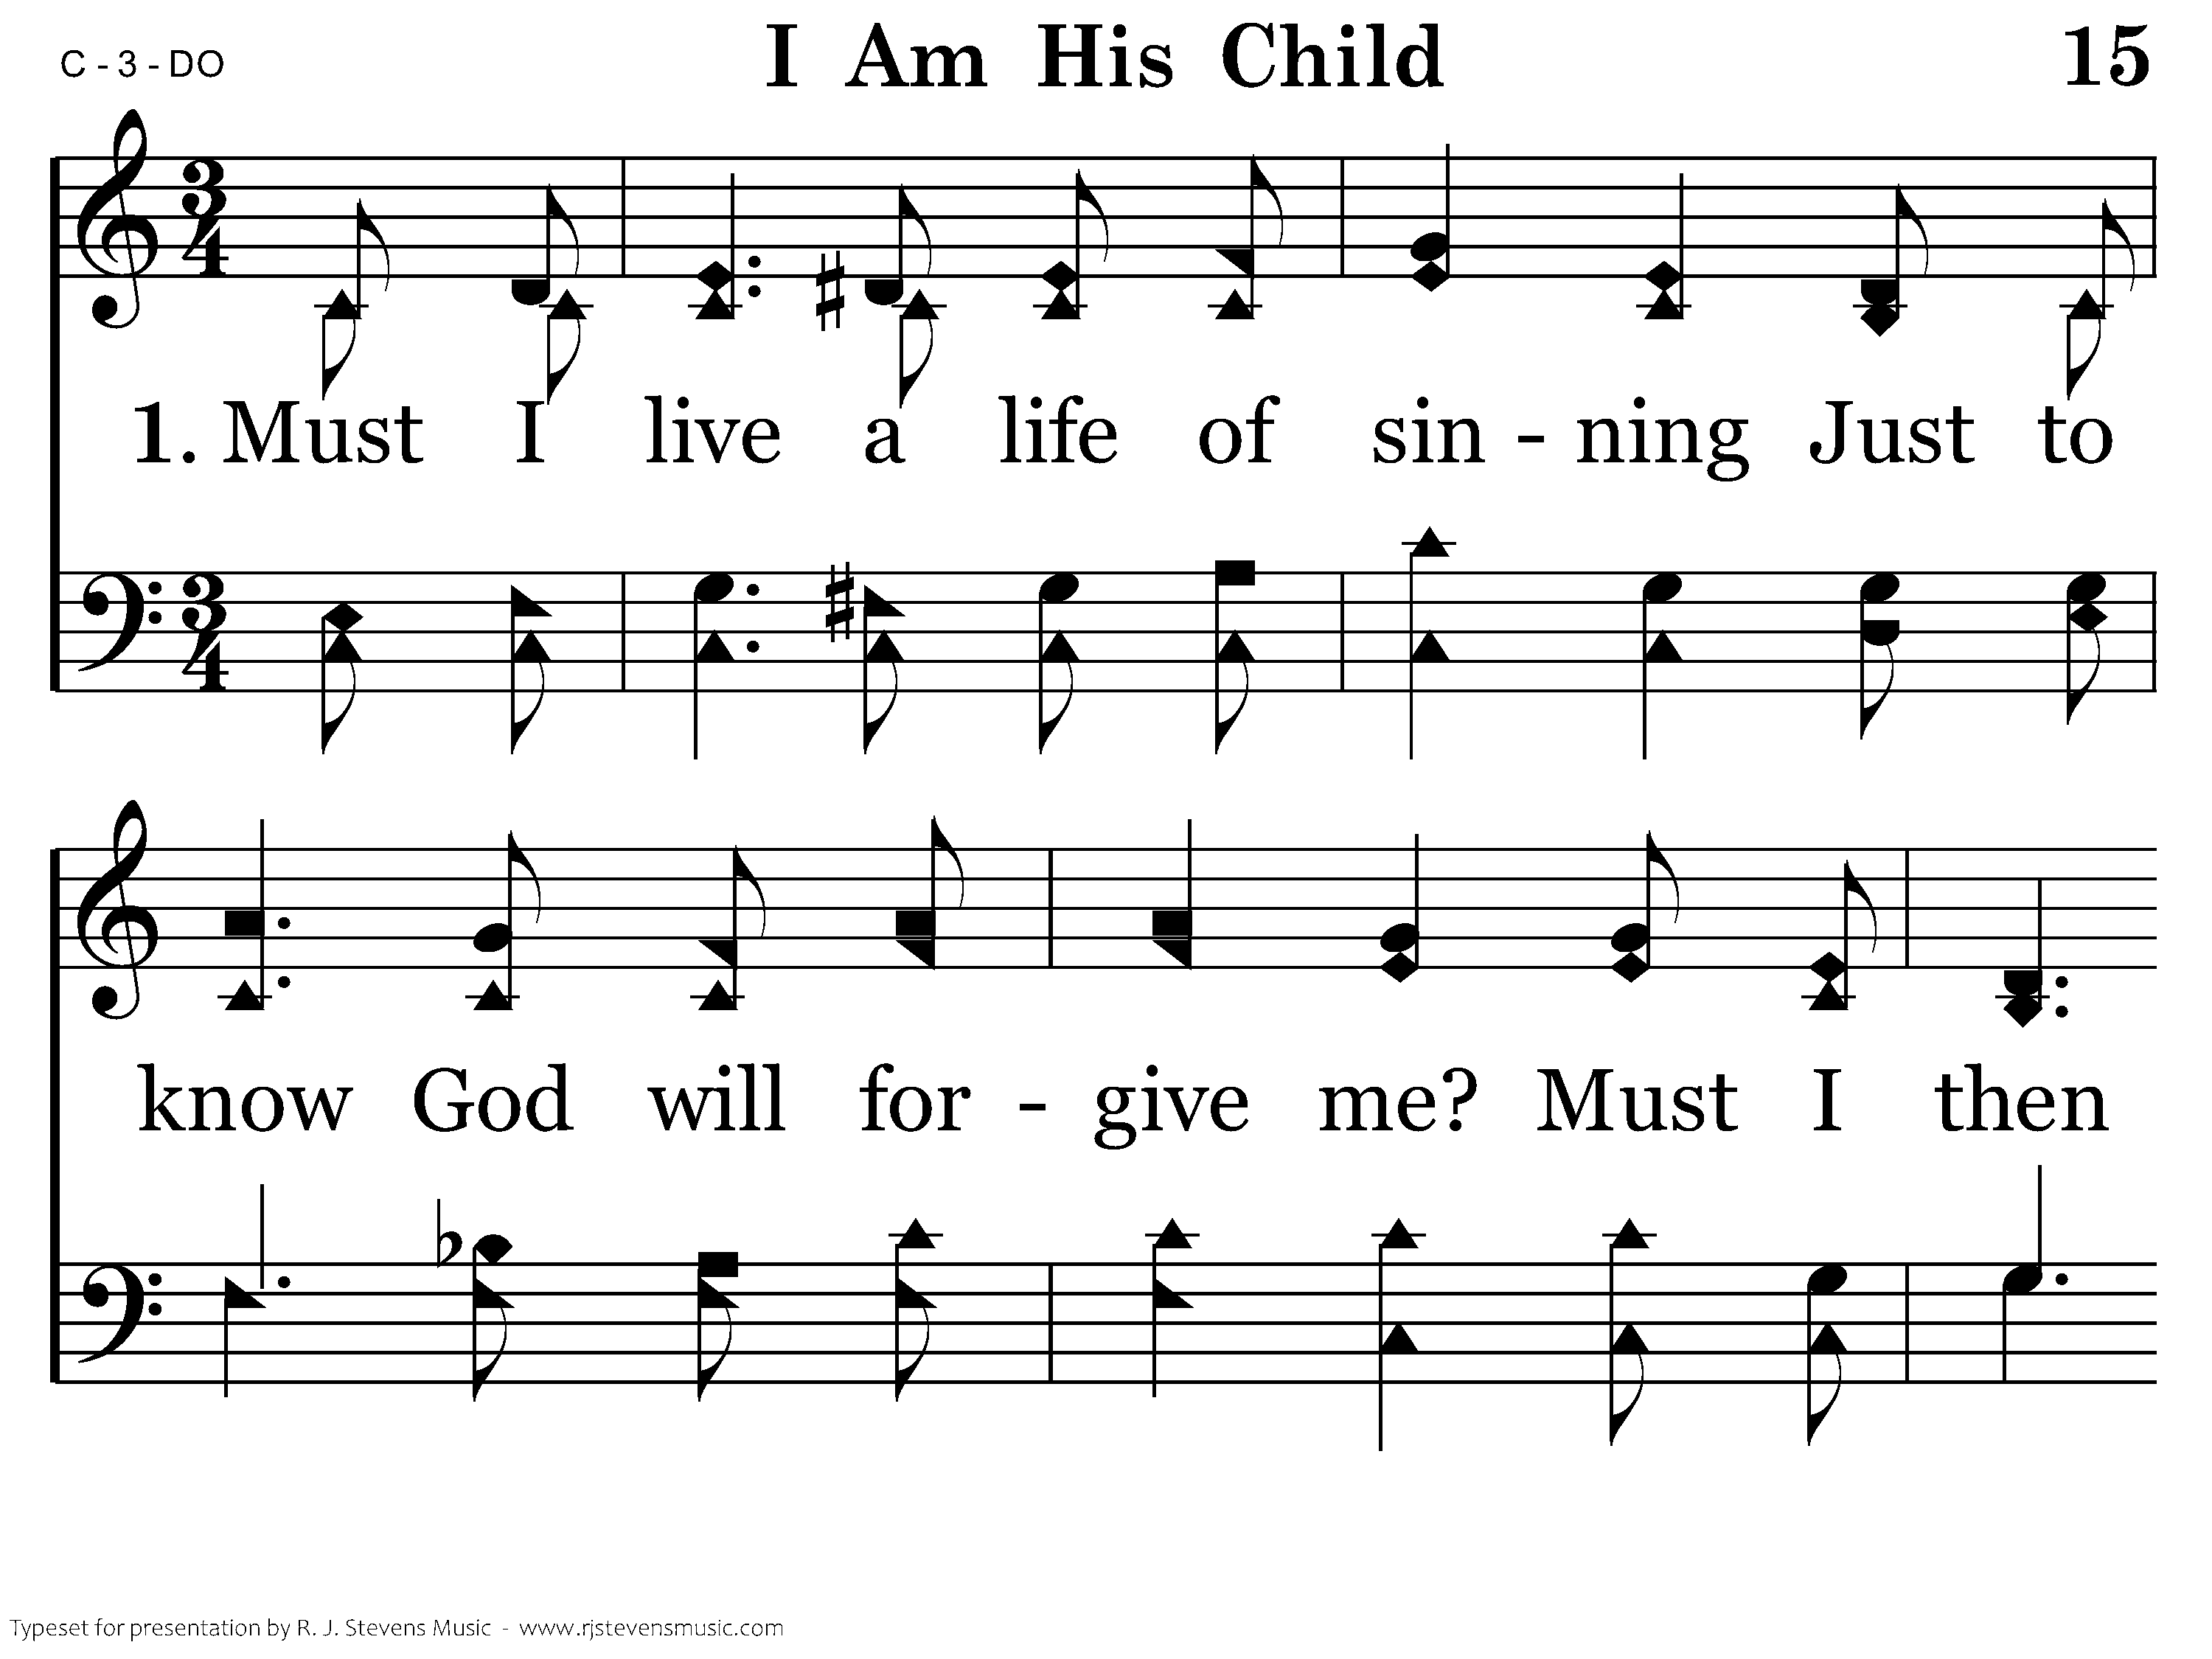 C - 3 - DO I Am His Child 15
1. Must I live a life of sin - ning Just to
know God will for - give me? Must I then
Typeset for presentation by R. J. Stevens Music - www.rjstevensmusic.com